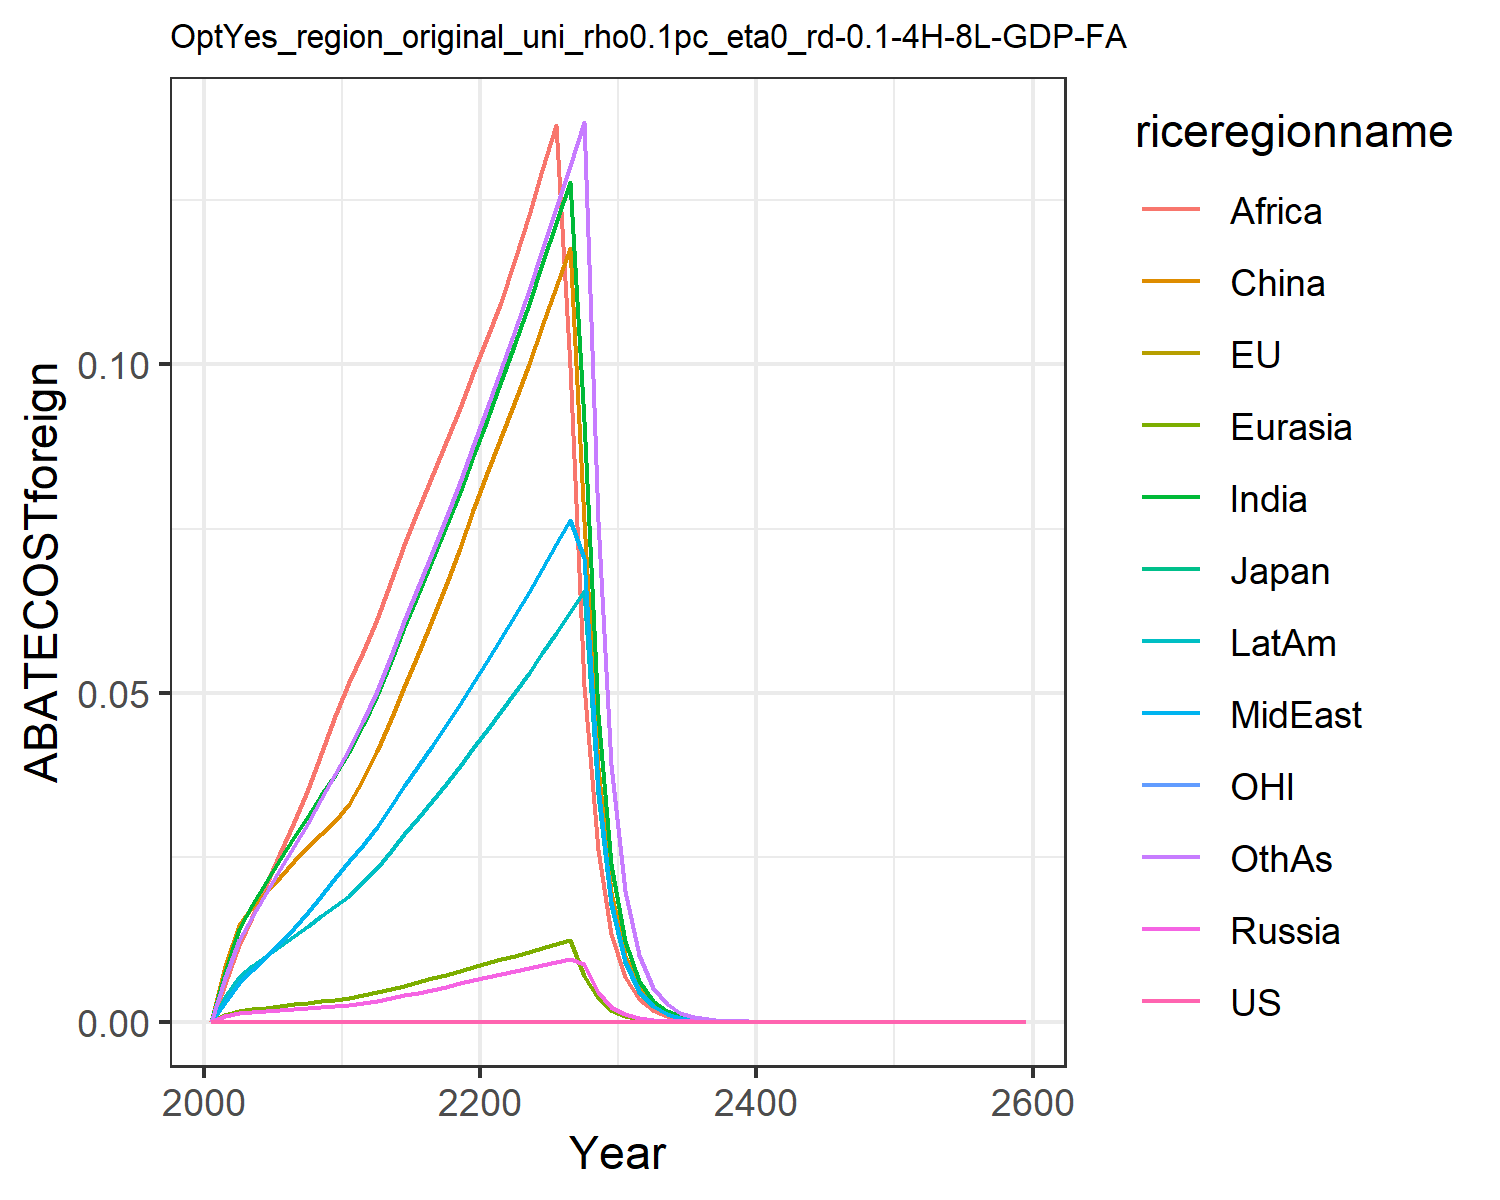 OptYes_region_original_uni_rho0.1pc_eta0_rd-0.1-4H-8L-GDP-FA
ABATECOSTforeign
0.10
0.05
0.00
2000
2200
2400
2600
Year
riceregionname
Africa
China
EU
Eurasia
India
Japan
LatAm
MidEast
OHI
OthAs
Russia
US